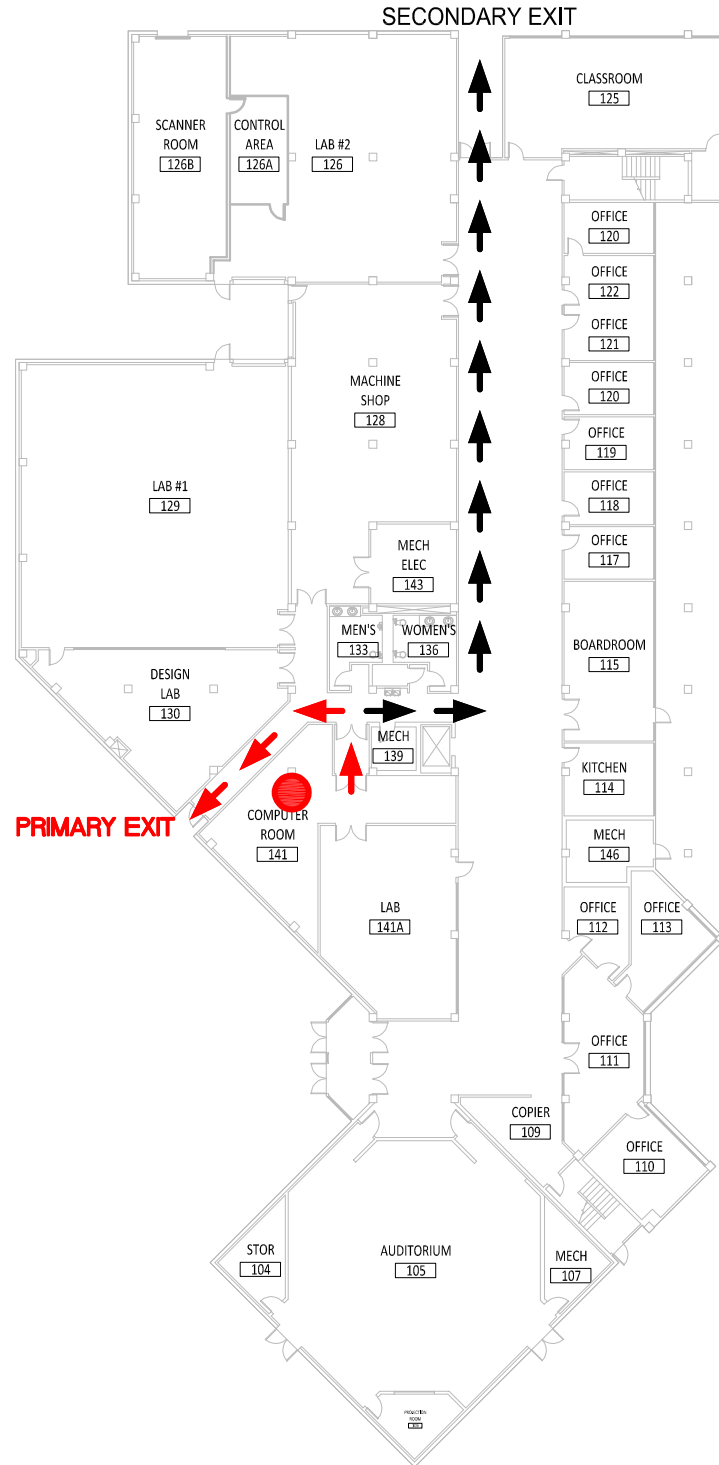 SECONDARY EXIT
CLASSROOM
125
SCANNER
ROOM
126B
CONTROL
AREA
126A
LAB #2
126
OFFICE
120
OFFICE
122
OFFICE
121
MACHINE
SHOP
128
OFFICE
120
OFFICE
119
LAB #1
129
OFFICE
118
MECH
ELEC
143
OFFICE
117
MEN'S
133
WOMEN'S
136
BOARDROOM
115
DESIGN
LAB
130
MECH
139
KITCHEN
114
PRIMARY EXIT
COMPUTER
ROOM
141
MECH
146
LAB
141A
OFFICE
112
OFFICE
113
OFFICE
111
COPIER
109
OFFICE
110
STOR
104
AUDITORIUM
105
MECH
107
PROJECTION
ROOM